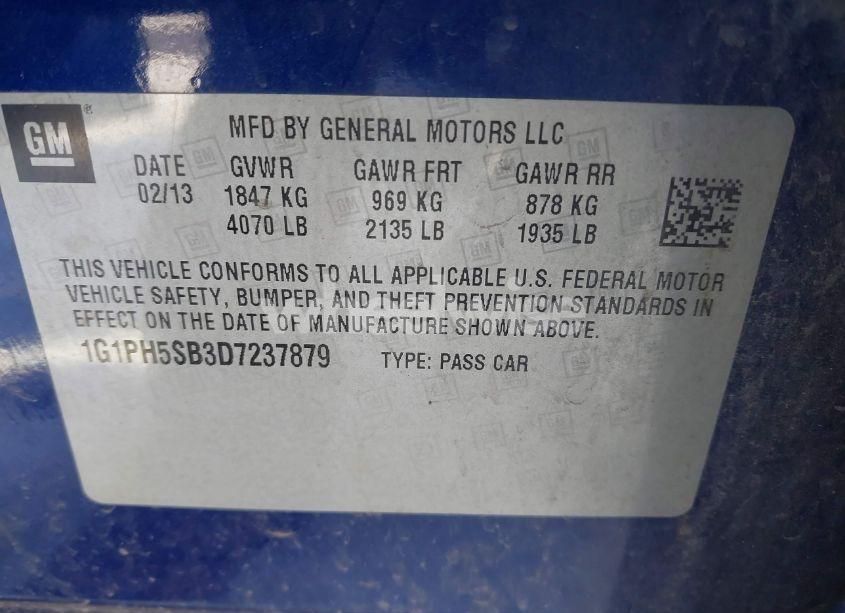 GM
MFD BY GENERAL MOTORS LLC
DATE GVWR GAWR FRT GAWR RR
02/13 1847 KG 969 KG 878 KG
4070 LB 2135 LB 1935 LB
THIS VEHICLE CONFORMS TO ALL APPLICABLE U.S. FEDERAL MOTOR
VEHICLE SAFETY, BUMPER, AND THEFT PREVENTION STANDARDS IN
EFFECT ON THE DATE OF MANUFACTURE SHOWN ABOVE.
1G1PH5SB3D7237879 TYPE: PASS CAR